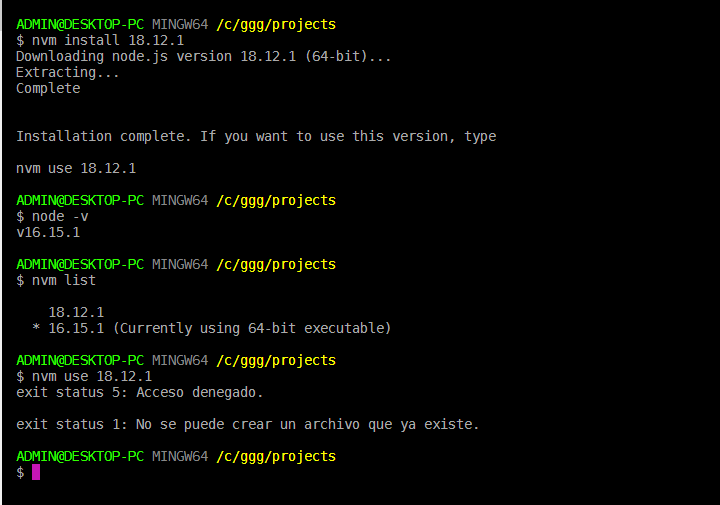 ADMIN@DESKTOP-PC MINGW64 /c/ggg/projects
$ nvm install 18.12.1
Downloading node.js version 18.12.1 (64-bit)...
Extracting...
Complete
Installation complete. If you want to use this version, type
nvm use 18.12.1
ADMIN@DESKTOP-PC MINGW64 /c/ggg/projects
$ node -v
v16.15.1
ADMIN@DESKTOP-PC MINGW64 /c/ggg/projects
$ nvm list
18.12.1
* 16.15.1 (Currently using 64-bit executable)
ADMIN@DESKTOP-PC MINGW64 /c/ggg/projects
$ nvm use 18.12.1
exit status 5: Acceso denegado.
exit status 1: No se puede crear un archivo que ya existe.
ADMIN@DESKTOP-PC MINGW64 /c/ggg/projects
$